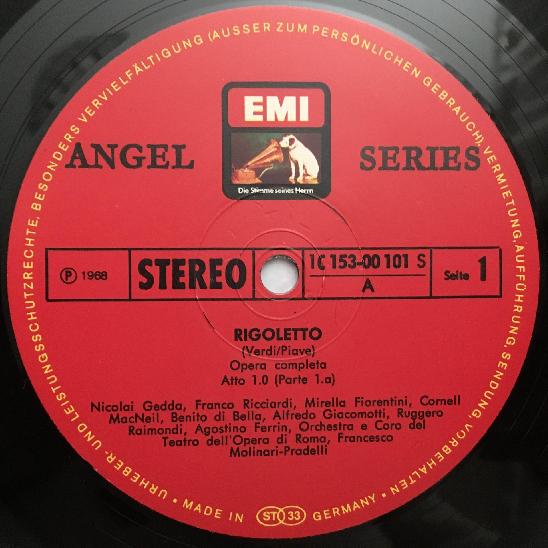 URHEBER- UND LEISTUNGSSCHUTZRECHTE, BESONDERS VERVIELFÄLTIGUNG (AUSSER ZUM PERSÖNLICHEN GEBRAUCH), VERMIETUNG, AUFFÜHRUNG, SENDUNG, VORBEHALTEN
EMI
ANGEL SERIES
Die Stimme seines Herrn
℗ 1968 STEREO 1C 153-00 101 S Seite 1
A
RIGOLETTO
(Verdi/Piave)
Opera completa
Atto 1.0 (Parte 1.a)
Nicolai Gedda, Franco Ricciardi, Mirella Fiorentini, Cornell
MacNeil, Benito di Bella, Alfredo Giacomotti, Ruggero
Raimondi, Agostino Ferrin, Orchestra e Coro del
Teatro dell'Opera di Roma, Francesco
Molinari-Pradelli
• MADE IN ST 33 GERMANY •